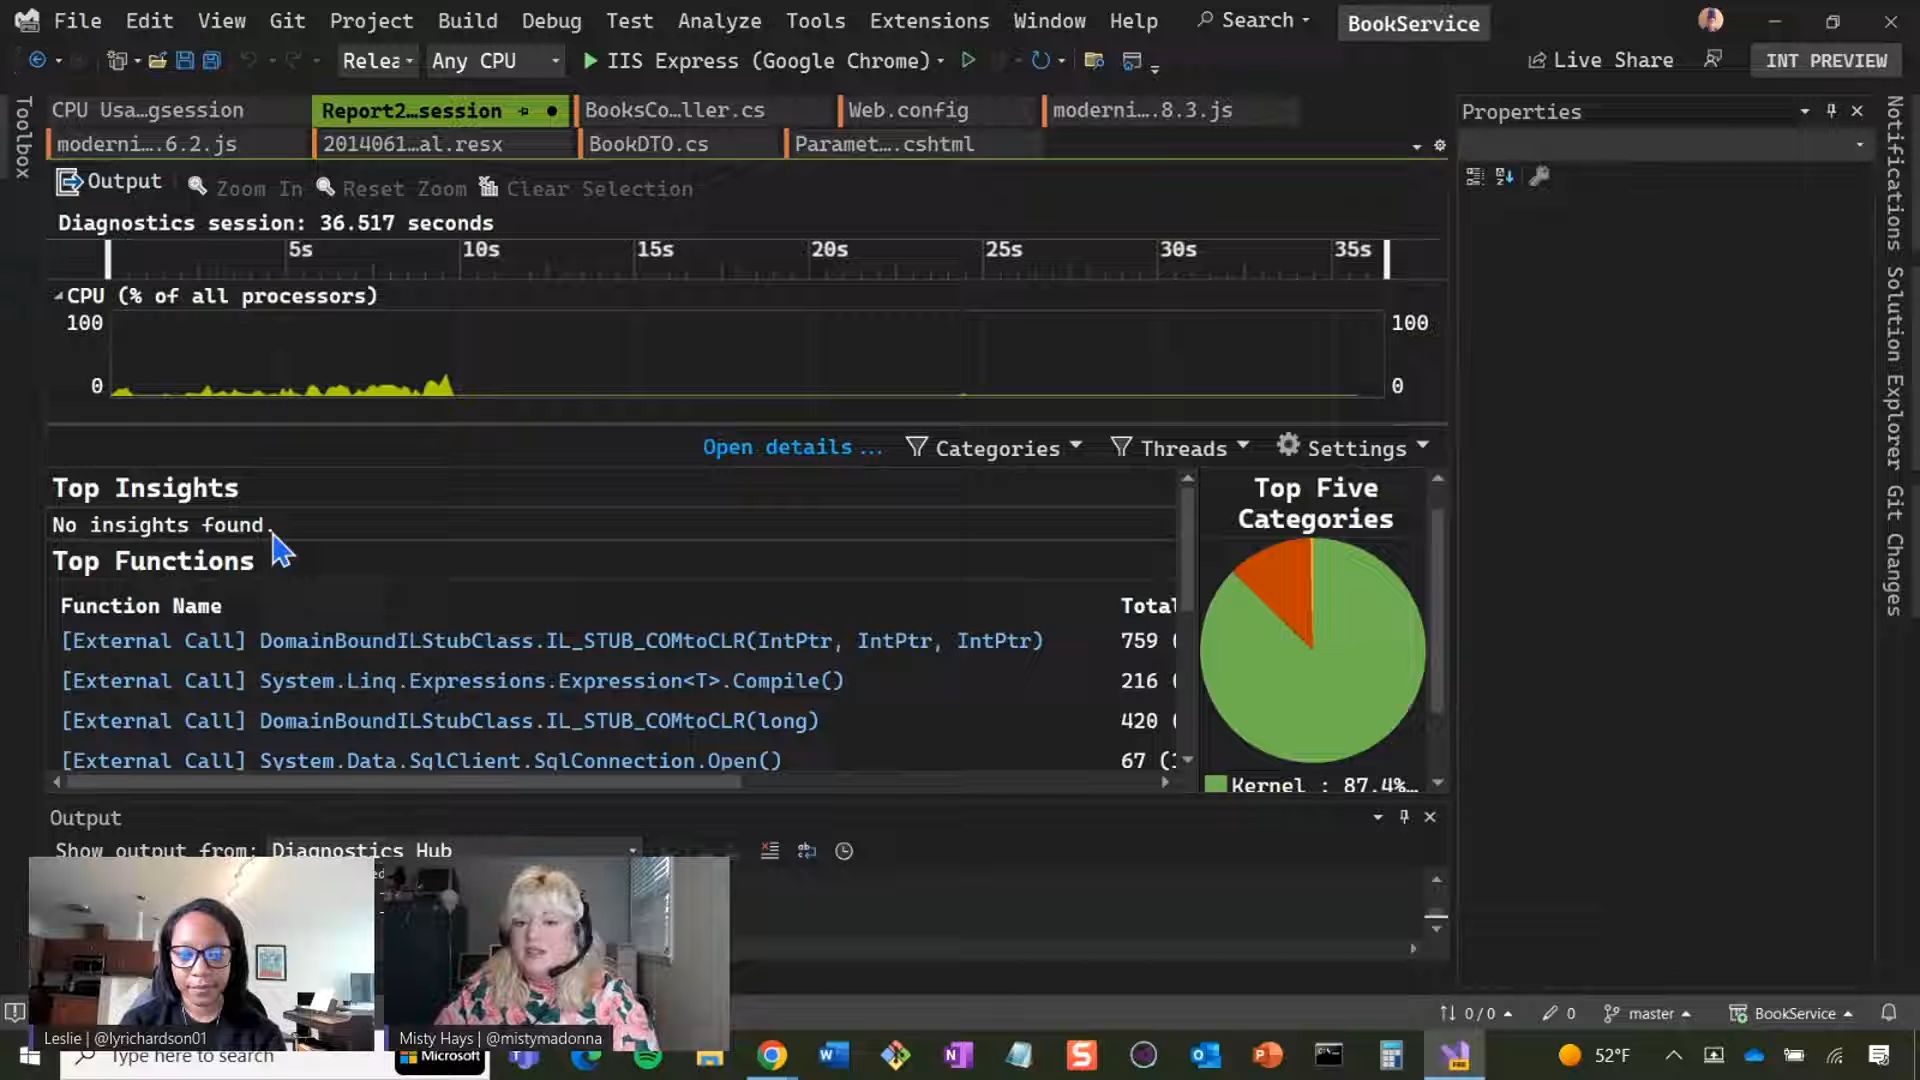 File Edit View Git Project Build Debug Test Analyze Tools Extensions Window Help Search BookService
Relea Any CPU IIS Express (Google Chrome) Live Share INT PREVIEW
Toolbox
CPU Usa…gsession Report2…session BooksCo…ller.cs Web.config moderni….8.3.js
moderni….6.2.js 2014061…al.resx BookDTO.cs Paramet….cshtml
Properties
Notifications Solution Explorer Git Changes
Output Zoom In Reset Zoom Clear Selection
Diagnostics session: 36.517 seconds
5s 10s 15s 20s 25s 30s 35s
CPU (% of all processors)
100 100
0 0
Open details ... Categories Threads Settings
Top Insights
No insights found.
Top Functions
Function Name Total
[External Call] DomainBoundILStubClass.IL_STUB_COMtoCLR(IntPtr, IntPtr, IntPtr) 759 (
[External Call] System.Linq.Expressions.Expression<T>.Compile() 216 (
[External Call] DomainBoundILStubClass.IL_STUB_COMtoCLR(long) 420 (
[External Call] System.Data.SqlClient.SqlConnection.Open() 67 (
Top Five
Categories
Kernel : 87.4%…
Output
Show output from: Diagnostics Hub
Leslie | @lyrichardson01
Misty Hays | @mistymadonna
0 / 0 0 master BookService
Type here to search Microsoft 52°F